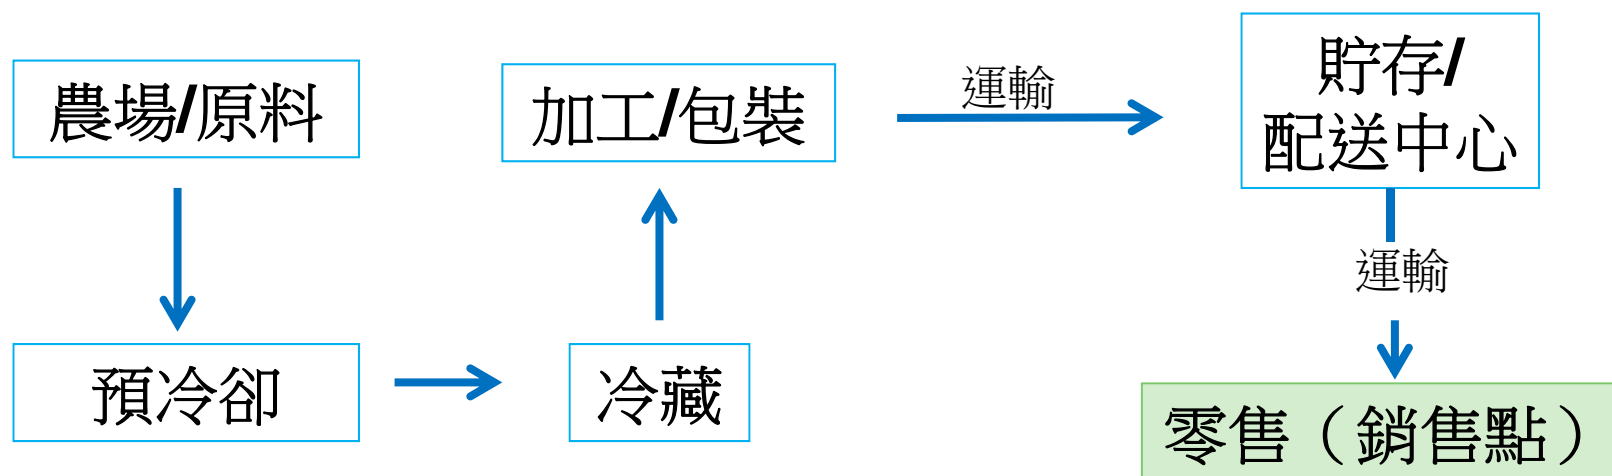 農場/原料
預冷卻
冷藏
加工/包裝
運輸
貯存/
配送中心
運輸
零售（銷售點）